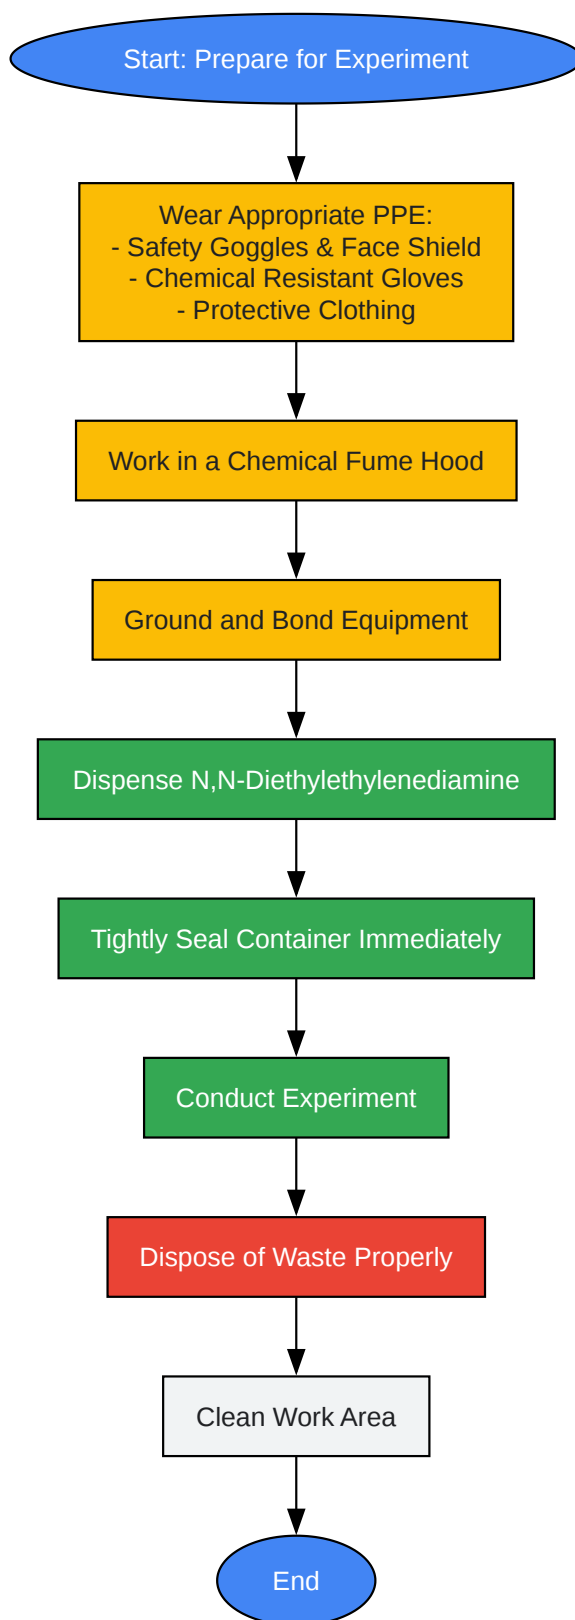 Start: Prepare for Experiment
Wear Appropriate PPE:
- Safety Goggles & Face Shield
- Chemical Resistant Gloves
- Protective Clothing
Work in a Chemical Fume Hood
Ground and Bond Equipment
Dispense N,N-Diethylethylenediamine
Tightly Seal Container Immediately
Conduct Experiment
Dispose of Waste Properly
Clean Work Area
End